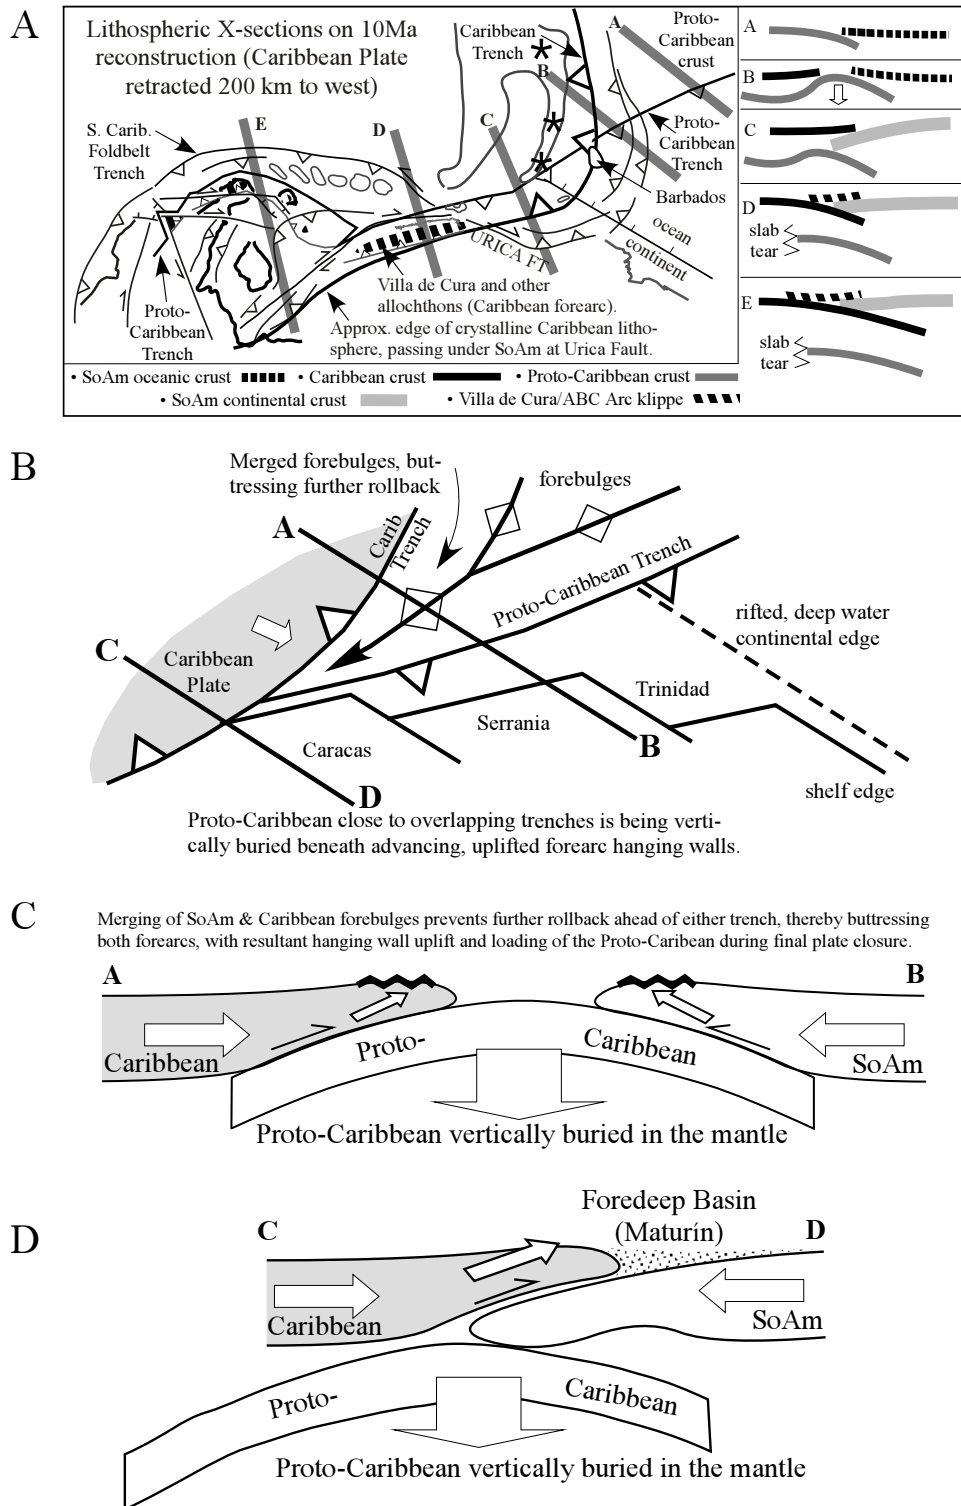 A
Lithospheric X-sections on 10Ma
reconstruction (Caribbean Plate
retracted 200 km to west)
Caribbean
Trench
A
Proto-
Caribbean
crust
B
Proto-
Caribbean
Trench
C
D
E
S. Carib.
Foldbelt
Trench
Barbados
ocean
continent
URICA FT
Villa de Cura and other
allochthons (Caribbean forearc).
Proto-
Caribbean
Trench
Approx. edge of crystalline Caribbean litho-
sphere, passing under SoAm at Urica Fault.
A
B
C
D
slab
tear
E
slab
tear
• SoAm oceanic crust • Caribbean crust • Proto-Caribbean crust
• SoAm continental crust • Villa de Cura/ABC Arc klippe
B
Merged forebulges, but-
tressing further rollback
forebulges
A
Carib
Trench
Proto-Caribbean Trench
rifted, deep water
continental edge
C
Caribbean
Plate
Trinidad
Serrania
B
Caracas
D
shelf edge
Proto-Caribbean close to overlapping trenches is being verti-
cally buried beneath advancing, uplifted forearc hanging walls.
C
Merging of SoAm & Caribbean forebulges prevents further rollback ahead of either trench, thereby buttressing
both forearcs, with resultant hanging wall uplift and loading of the Proto-Caribean during final plate closure.
A
B
Caribbean
Proto-
Caribbean
SoAm
Proto-Caribbean vertically buried in the mantle
D
Foredeep Basin
(Maturín)
C
D
Caribbean
SoAm
Proto-
Caribbean
Proto-Caribbean vertically buried in the mantle